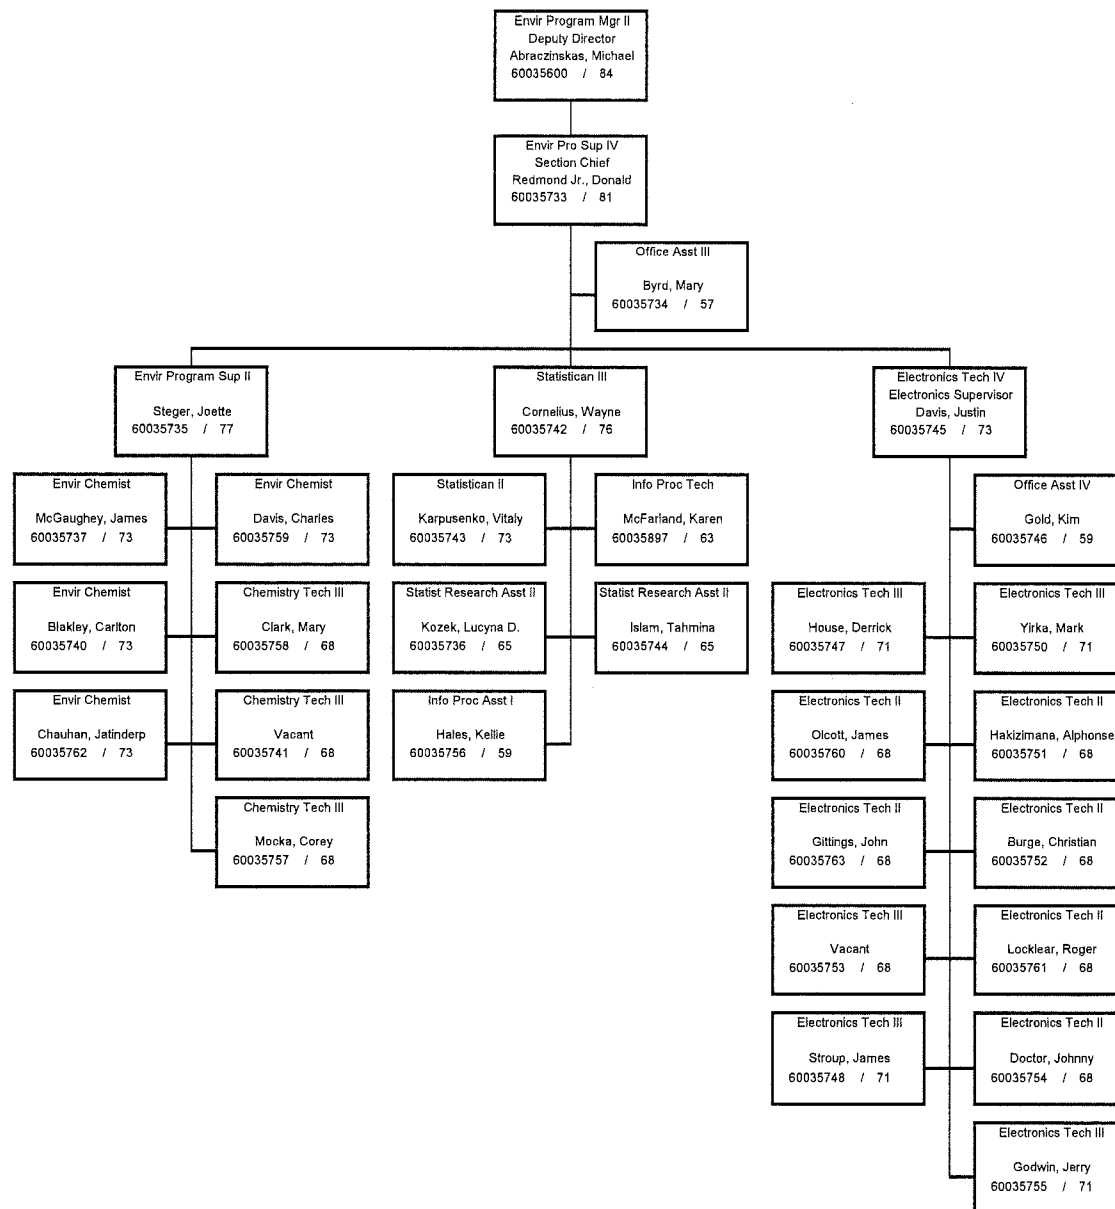 Envir Program Mgr II
Deputy Director
Abraczinskas, Michael
60035600 / 84
Envir Pro Sup IV
Section Chief
Redmond Jr., Donald
60035733 / 81
Office Asst III
Byrd, Mary
60035734 / 57
Envir Program Sup II
Steger, Joette
60035735 / 77
Statistican III
Cornelius, Wayne
60035742 / 76
Electronics Tech IV
Electronics Supervisor
Davis, Justin
60035745 / 73
Envir Chemist
McGaughey, James
60035737 / 73
Envir Chemist
Davis, Charles
60035759 / 73
Envir Chemist
Blakley, Carlton
60035740 / 73
Chemistry Tech III
Clark, Mary
60035758 / 68
Envir Chemist
Chauhan, Jatinderp
60035762 / 73
Chemistry Tech III
Vacant
60035741 / 68
Chemistry Tech III
Mocka, Corey
60035757 / 68
Statistican II
Karpusenko, Vitaly
60035743 / 73
Info Proc Tech
McFarland, Karen
60035897 / 63
Statist Research Asst II
Kozek, Lucyna D.
60035736 / 65
Statist Research Asst II
Islam, Tahmina
60035744 / 65
Info Proc Asst I
Hales, Kellie
60035756 / 59
Office Asst IV
Gold, Kim
60035746 / 59
Electronics Tech III
House, Derrick
60035747 / 71
Electronics Tech III
Yirka, Mark
60035750 / 71
Electronics Tech II
Olcott, James
60035760 / 68
Electronics Tech II
Hakizimana, Alphonse
60035751 / 68
Electronics Tech II
Gittings, John
60035763 / 68
Electronics Tech II
Burge, Christian
60035752 / 68
Electronics Tech III
Vacant
60035753 / 68
Electronics Tech II
Locklear, Roger
60035761 / 68
Electronics Tech III
Stroup, James
60035748 / 71
Electronics Tech II
Doctor, Johnny
60035754 / 68
Electronics Tech III
Godwin, Jerry
60035755 / 71